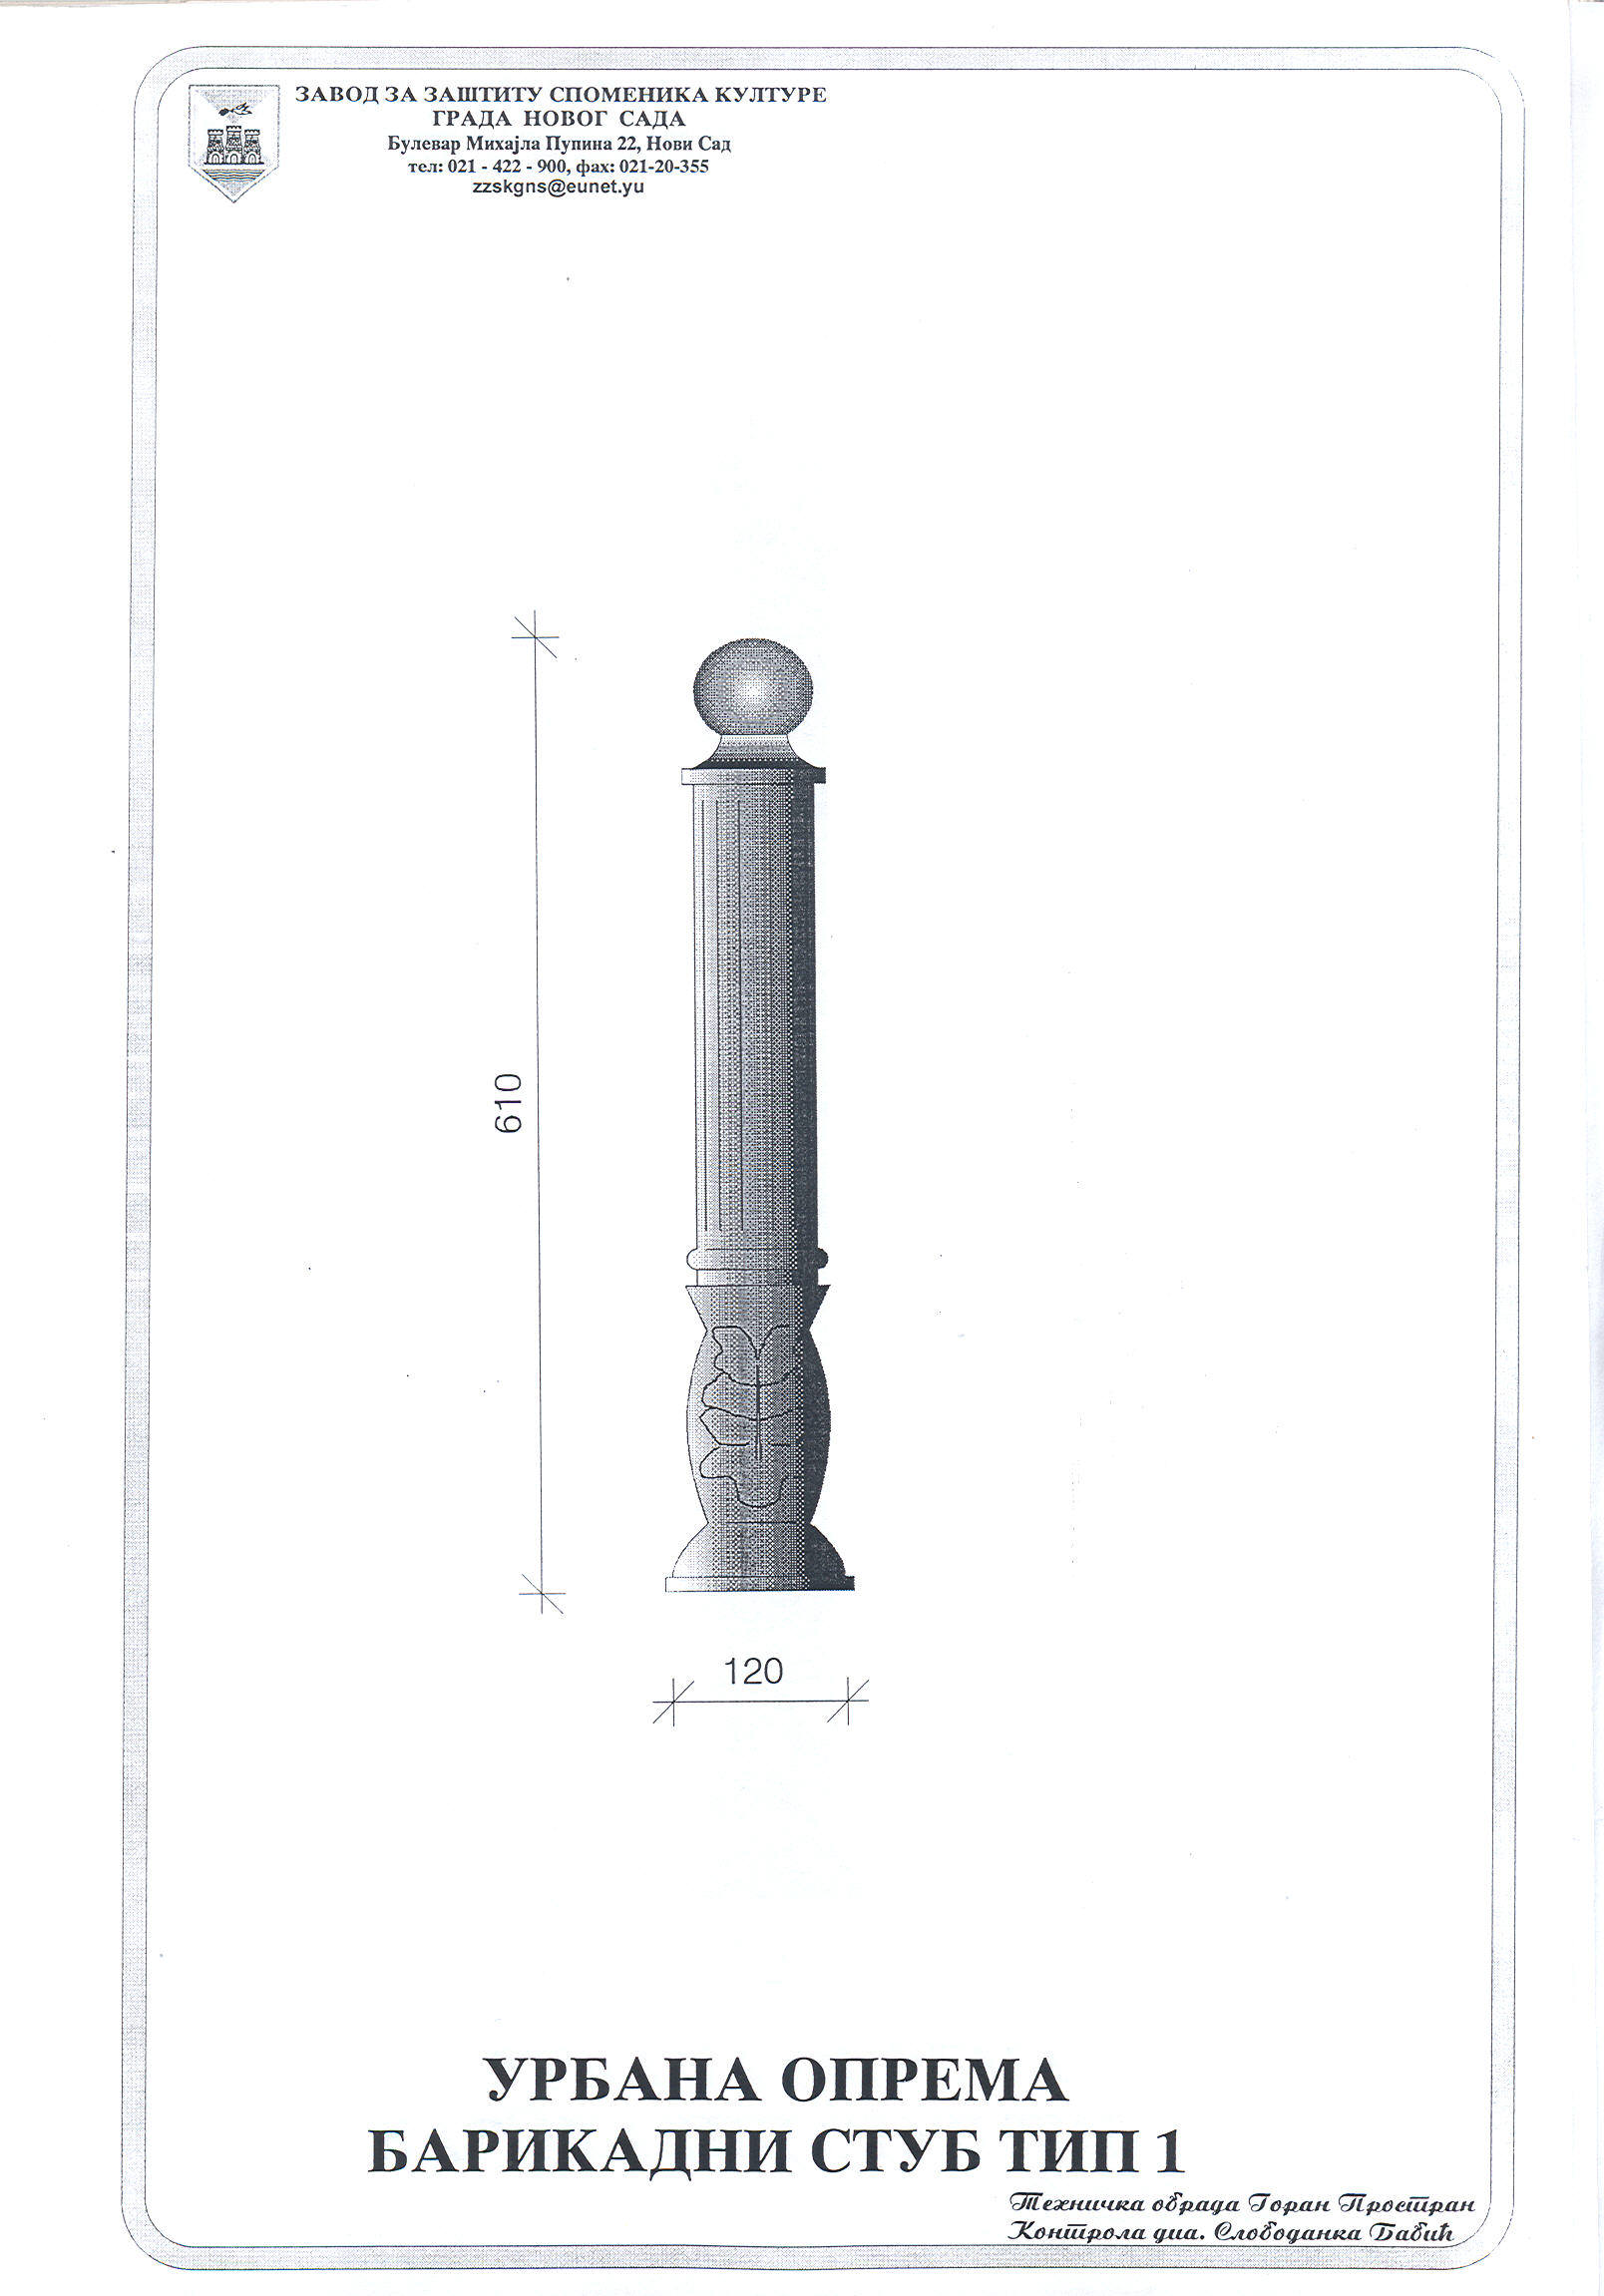 ЗАВОД ЗА ЗАШТИТУ СПОМЕНИКА КУЛТУРЕ
ГРАДА НОВОГ САДА
Булевар Михајла Пупина 22, Нови Сад
тел: 021 - 422 - 900, фах: 021-20-355
zzskgns@eunet.yu
610
120
УРБАНА ОПРЕМА
БАРИКАДНИ СТУБ ТИП 1
Техничка обрада Горан Простран
Контрола диа. Слободанка Бабић